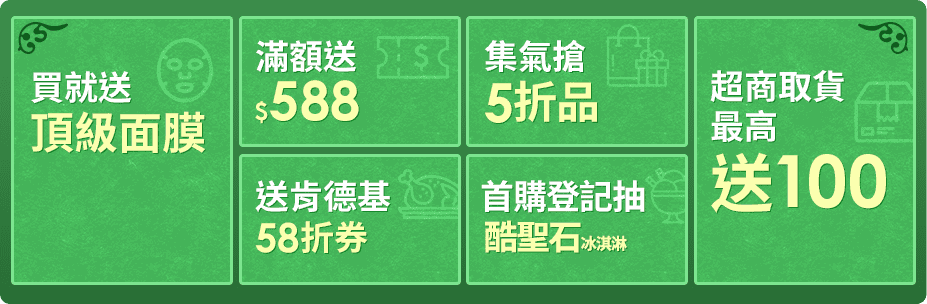 買就送
頂級面膜
滿額送
$588
集氣搶
5折品
送肯德基
58折券
首購登記抽
酷聖石冰淇淋
超商取貨
最高
送100